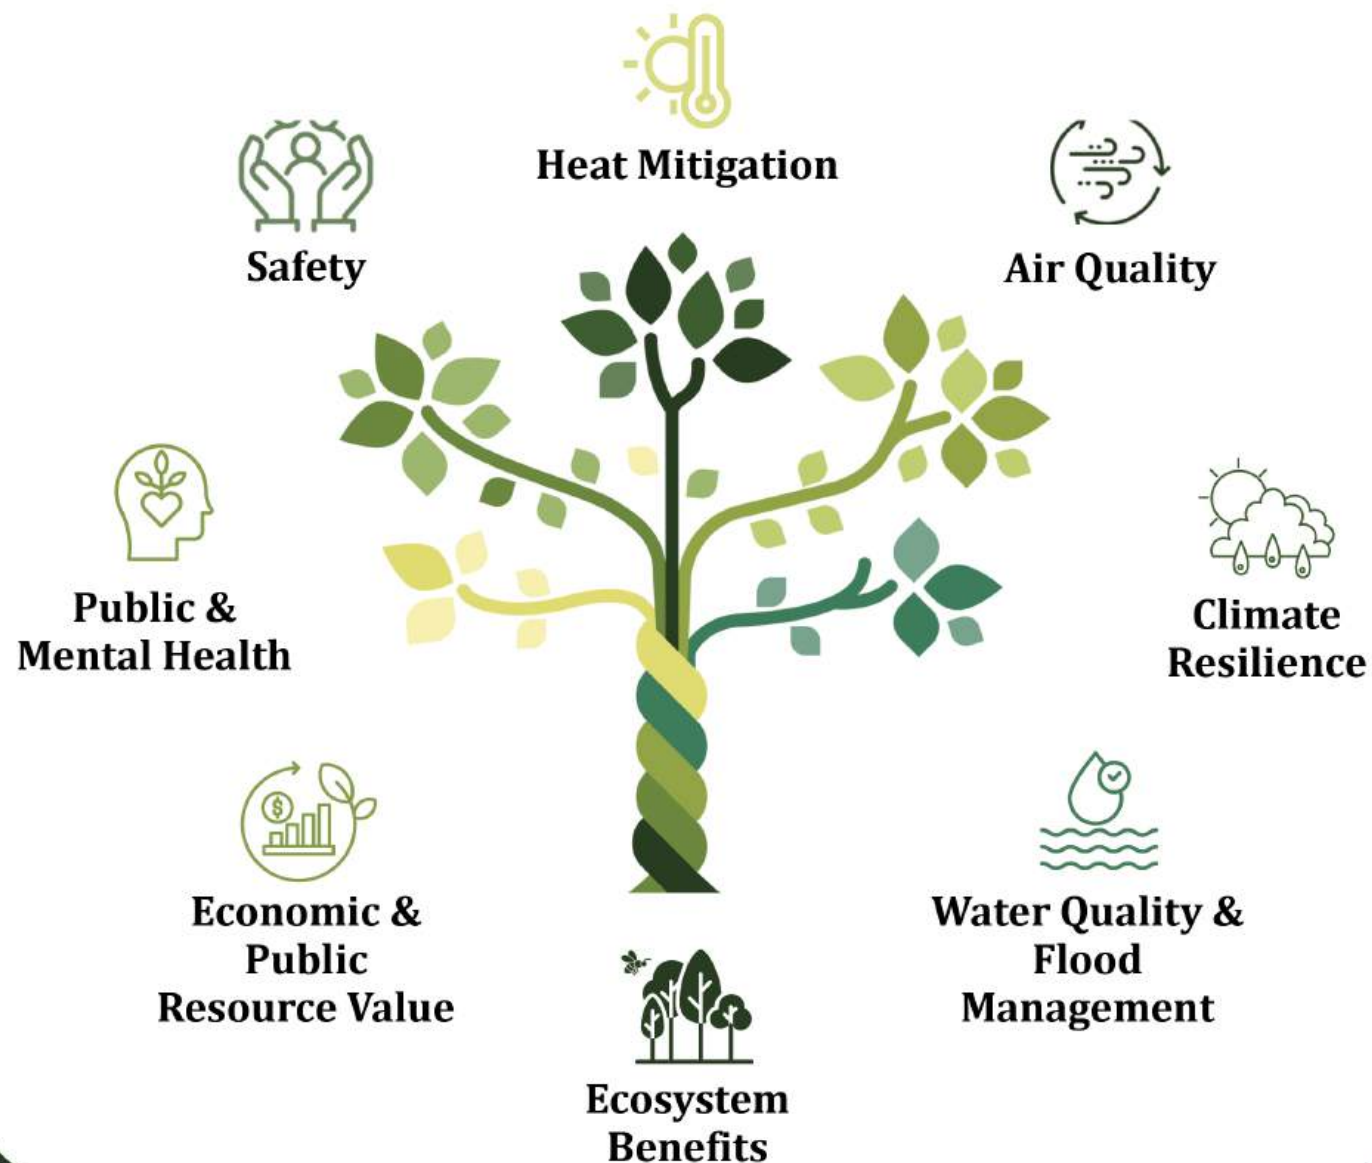 Heat Mitigation
Safety
Air Quality
Public &
Mental Health
Climate
Resilience
$
Economic &
Public
Resource Value
Water Quality &
Flood
Management
Ecosystem
Benefits